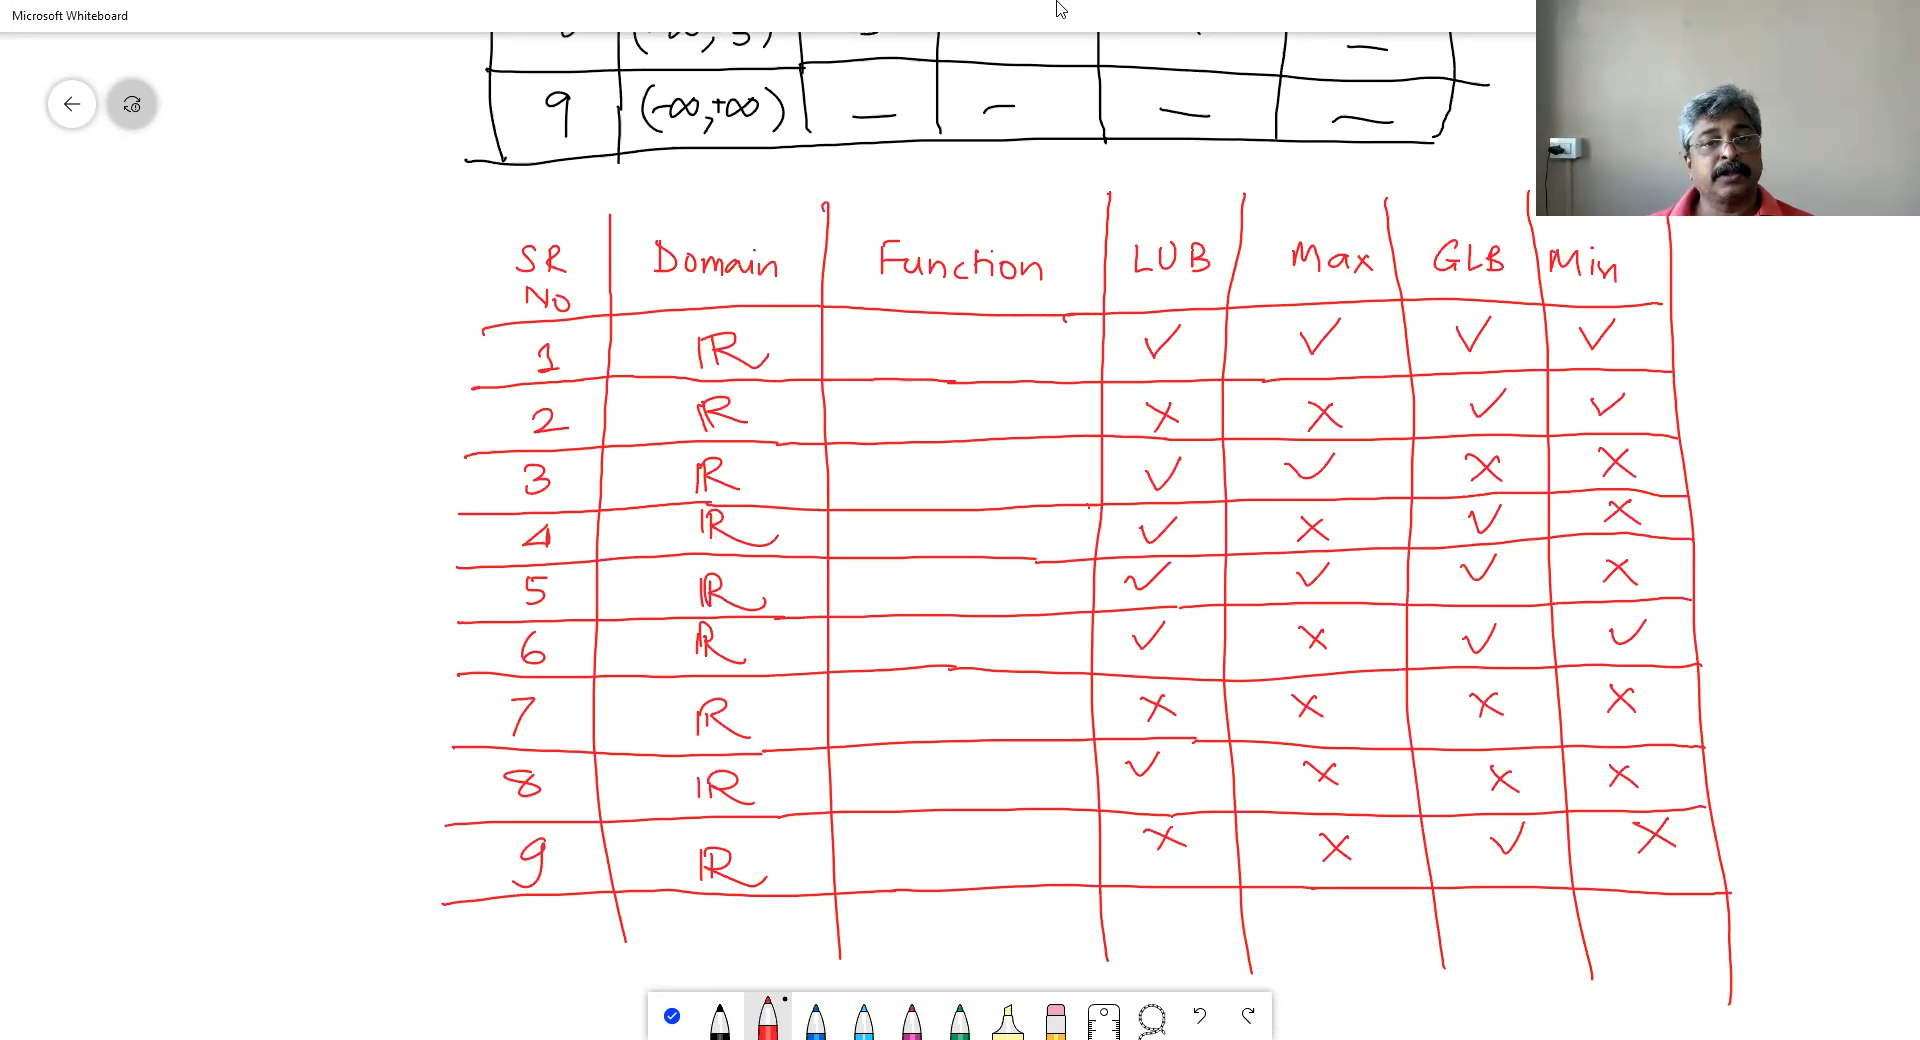 Microsoft Whiteboard
9 (-∞,+∞) — — — —
SR NO Domain Function LUB Max GLB Min
1 ℝ ✓ ✓ ✓ ✓
2 ℝ × × ✓ ✓
3 ℝ ✓ ✓ × ×
4 ℝ ✓ × ✓ ×
5 ℝ ✓ ✓ ✓ ×
6 ℝ ✓ × ✓ ✓
7 ℝ × × × ×
8 ℝ ✓ × × ×
9 ℝ × × ✓ ×